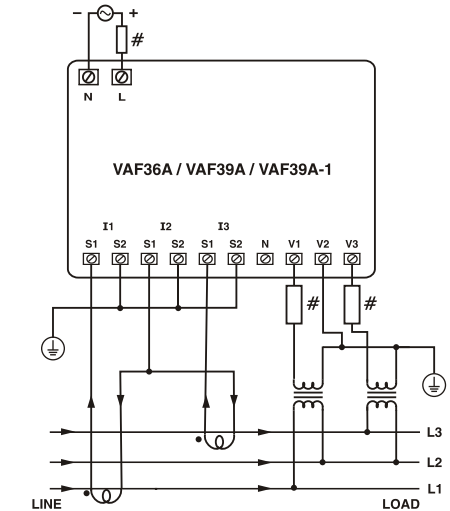 − +
#
N L
VAF36A / VAF39A / VAF39A-1
I1 I2 I3
S1 S2 S1 S2 S1 S2 N V1 V2 V3
# #
L3
L2
L1
LINE LOAD